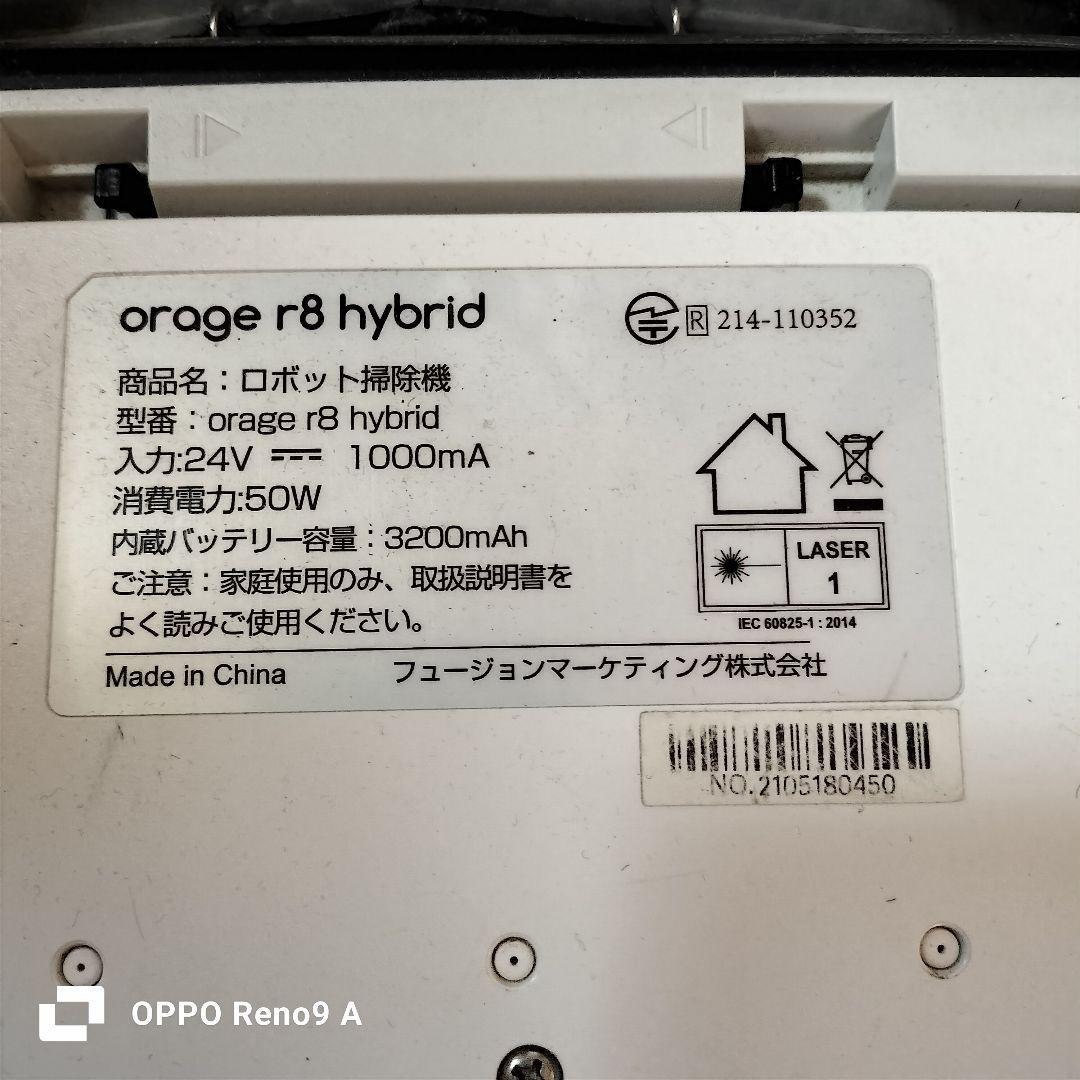 orage r8 hybrid
R 214-110352
商品名：ロボット掃除機
型番：orage r8 hybrid
入力:24V 1000mA
消費電力:50W
内蔵バッテリー容量：3200mAh
ご注意：家庭使用のみ、取扱説明書を
よく読みご使用ください。
LASER
1
IEC 60825-1 : 2014
Made in China フュージョンマーケティング株式会社
NO.2105180450
OPPO Reno9 A